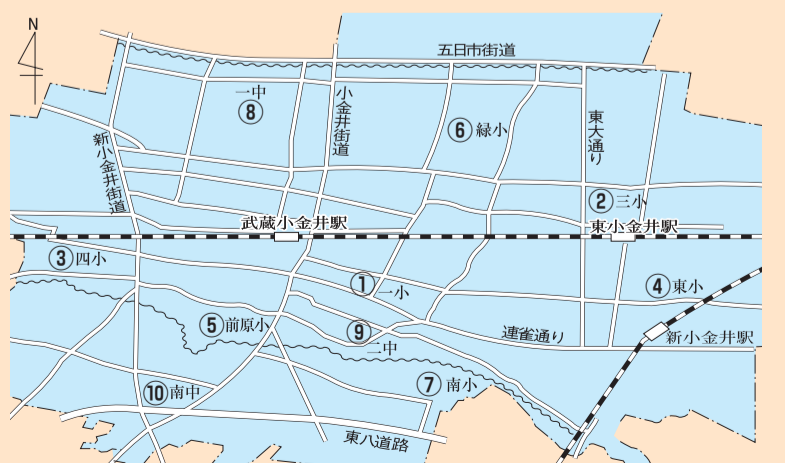 N
五日市街道
一中
⑧
小金井街道
⑥ 緑小
東大通り
新小金井街道
② 三小
武蔵小金井駅
東小金井駅
③ 四小
① 一小
④ 東小
⑤ 前原小
⑨
二中
連雀通り
新小金井駅
⑩ 南中
⑦ 南小
東八道路